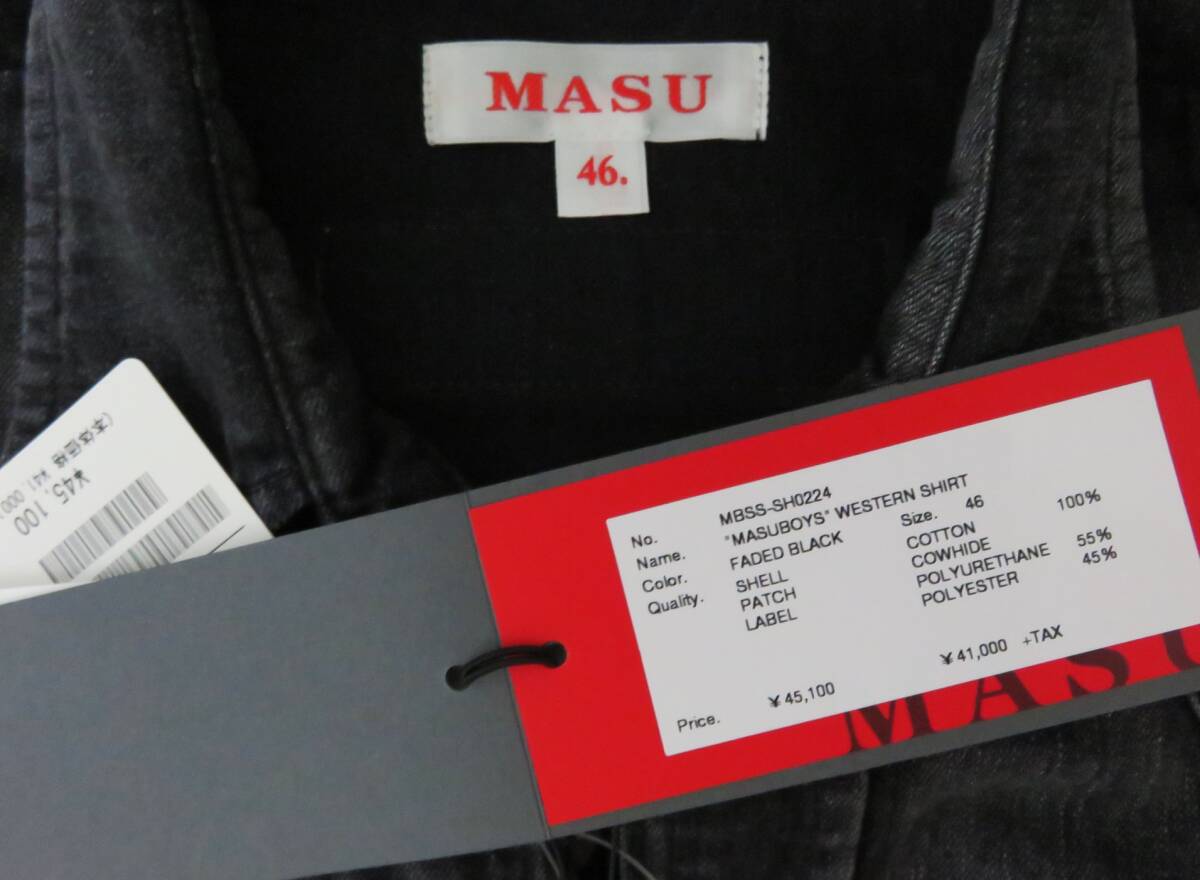 MASU
46.
(本体価格 ¥41,000)
¥45,100
No. MBSS-SH0224
Name. "MASUBOYS" WESTERN SHIRT
Color. FADED BLACK Size. 46
Quality. SHELL COTTON 100%
PATCH COWHIDE
LABEL POLYURETHANE 55%
POLYESTER 45%
¥41,000 +TAX
Price. ¥45,100
MASU